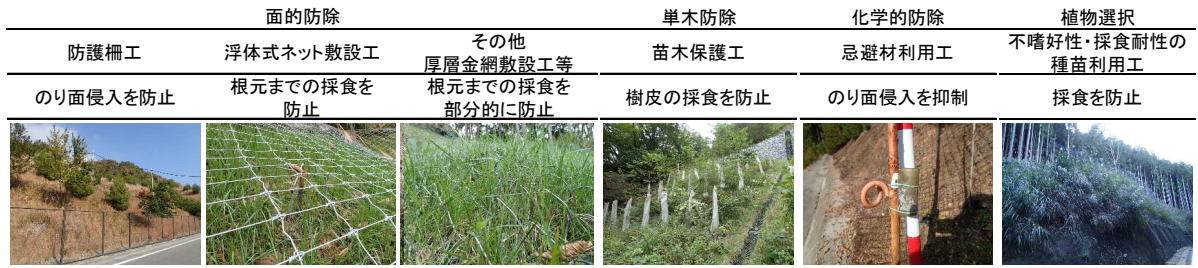 面的防除
単木防除
化学的防除
植物選択
防護柵工
浮体式ネット敷設工
その他
厚層金網敷設工等
苗木保護工
忌避材利用工
不嗜好性・採食耐性の
種苗利用工
のり面侵入を防止
根元までの採食を
防止
根元までの採食を
部分的に防止
樹皮の採食を防止
のり面侵入を抑制
採食を防止